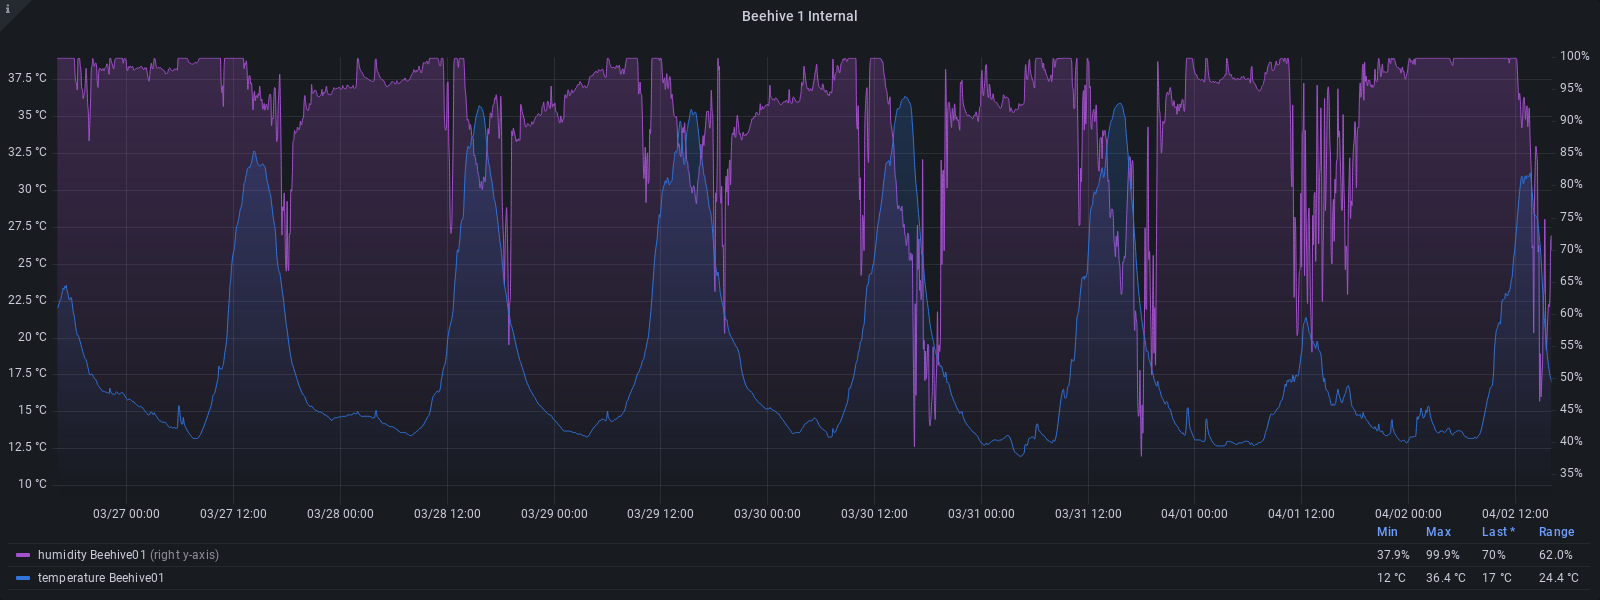 i
Beehive 1 Internal
37.5 °C
35 °C
32.5 °C
30 °C
27.5 °C
25 °C
22.5 °C
20 °C
17.5 °C
15 °C
12.5 °C
10 °C
100%
95%
90%
85%
80%
75%
70%
65%
60%
55%
50%
45%
40%
35%
03/27 00:00 03/27 12:00 03/28 00:00 03/28 12:00 03/29 00:00 03/29 12:00 03/30 00:00 03/30 12:00 03/31 00:00 03/31 12:00 04/01 00:00 04/01 12:00 04/02 00:00 04/02 12:00
Min Max Last * Range
humidity Beehive01 (right y-axis) 37.9% 99.9% 70% 62.0%
temperature Beehive01 12 °C 36.4 °C 17 °C 24.4 °C